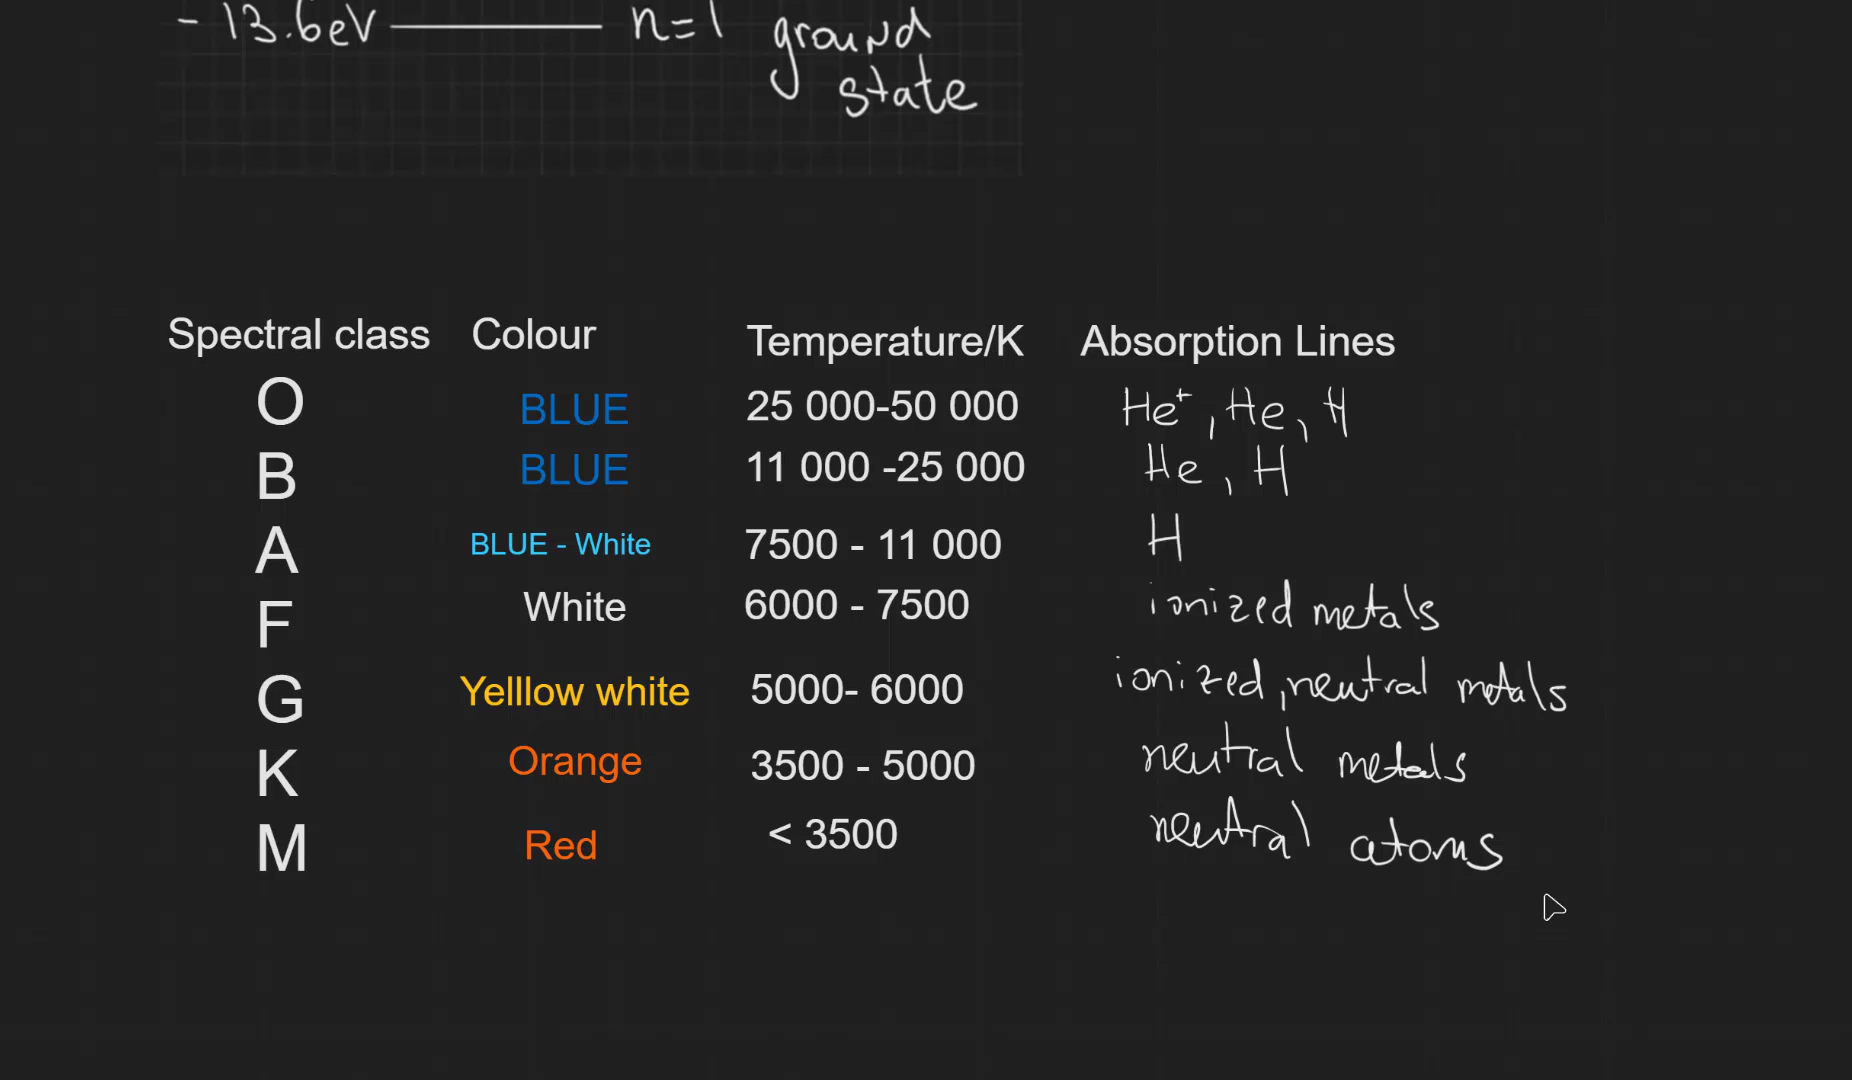 -13.6eV n=1 ground
state
Spectral class Colour Temperature/K Absorption Lines
O BLUE 25 000-50 000 He+, He, H
B BLUE 11 000 -25 000 He, H
A BLUE - White 7500 - 11 000 H
F White 6000 - 7500 ionized metals
G Yelllow white 5000- 6000 ionized, neutral metals
K Orange 3500 - 5000 neutral metals
M Red < 3500 neutral atoms